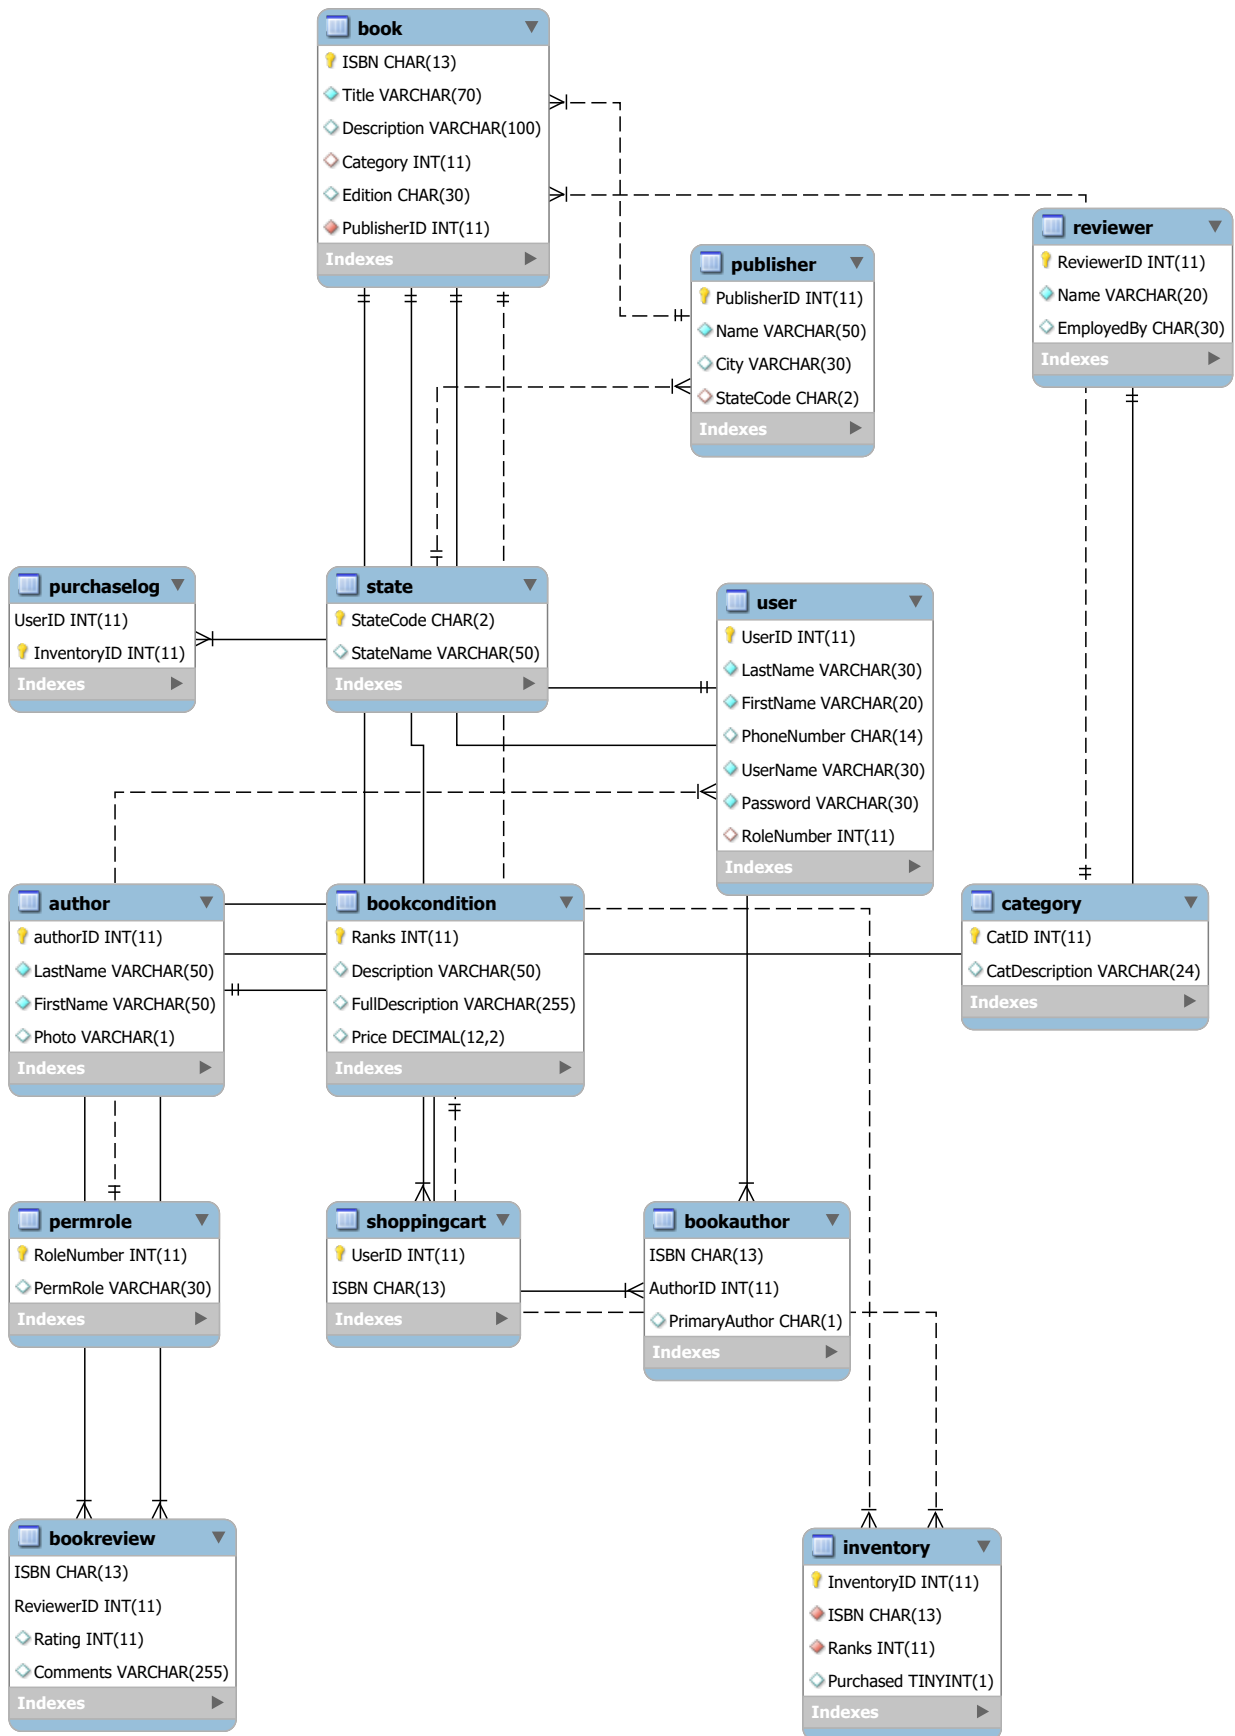 book
ISBN CHAR(13)
Title VARCHAR(70)
Description VARCHAR(100)
Category INT(11)
Edition CHAR(30)
PublisherID INT(11)
Indexes
reviewer
ReviewerID INT(11)
Name VARCHAR(20)
EmployedBy CHAR(30)
Indexes
publisher
PublisherID INT(11)
Name VARCHAR(50)
City VARCHAR(30)
StateCode CHAR(2)
Indexes
purchaselog
UserID INT(11)
InventoryID INT(11)
Indexes
state
StateCode CHAR(2)
StateName VARCHAR(50)
Indexes
user
UserID INT(11)
LastName VARCHAR(30)
FirstName VARCHAR(20)
PhoneNumber CHAR(14)
UserName VARCHAR(30)
Password VARCHAR(30)
RoleNumber INT(11)
Indexes
author
authorID INT(11)
LastName VARCHAR(50)
FirstName VARCHAR(50)
Photo VARCHAR(1)
Indexes
bookcondition
Ranks INT(11)
Description VARCHAR(50)
FullDescription VARCHAR(255)
Price DECIMAL(12,2)
Indexes
category
CatID INT(11)
CatDescription VARCHAR(24)
Indexes
permrole
RoleNumber INT(11)
PermRole VARCHAR(30)
Indexes
shoppingcart
UserID INT(11)
ISBN CHAR(13)
Indexes
bookauthor
ISBN CHAR(13)
AuthorID INT(11)
PrimaryAuthor CHAR(1)
Indexes
bookreview
ISBN CHAR(13)
ReviewerID INT(11)
Rating INT(11)
Comments VARCHAR(255)
Indexes
inventory
InventoryID INT(11)
ISBN CHAR(13)
Ranks INT(11)
Purchased TINYINT(1)
Indexes